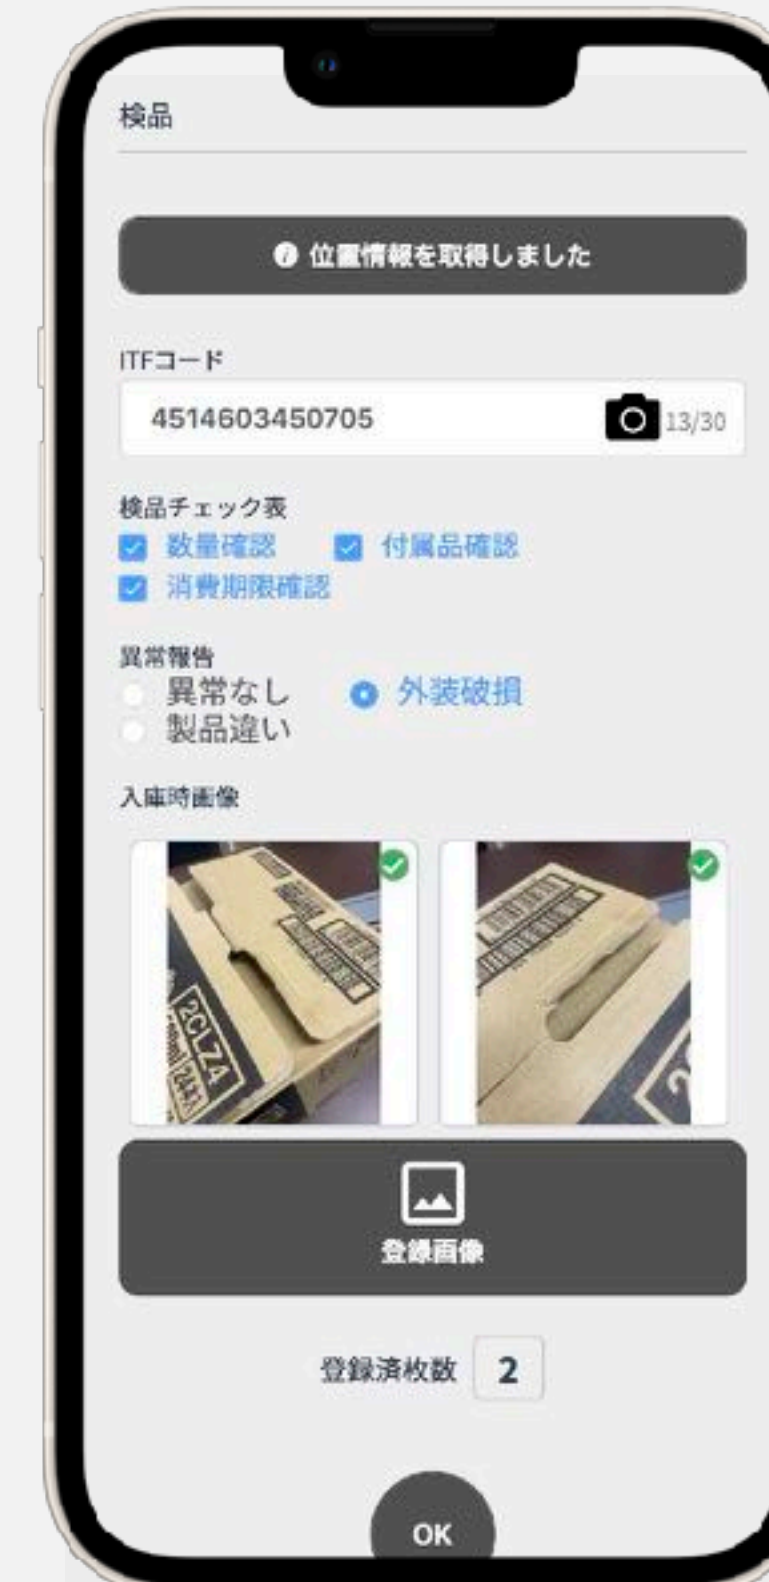 検品
位置情報を取得しました
ITFコード
4514603450705 13/30
検品チェック表
数量確認 付属品確認
消費期限確認
異常報告
異常なし 外装破損
製品違い
入庫時画像
2CLZ4
24入
登録画像
登録済枚数 2
OK